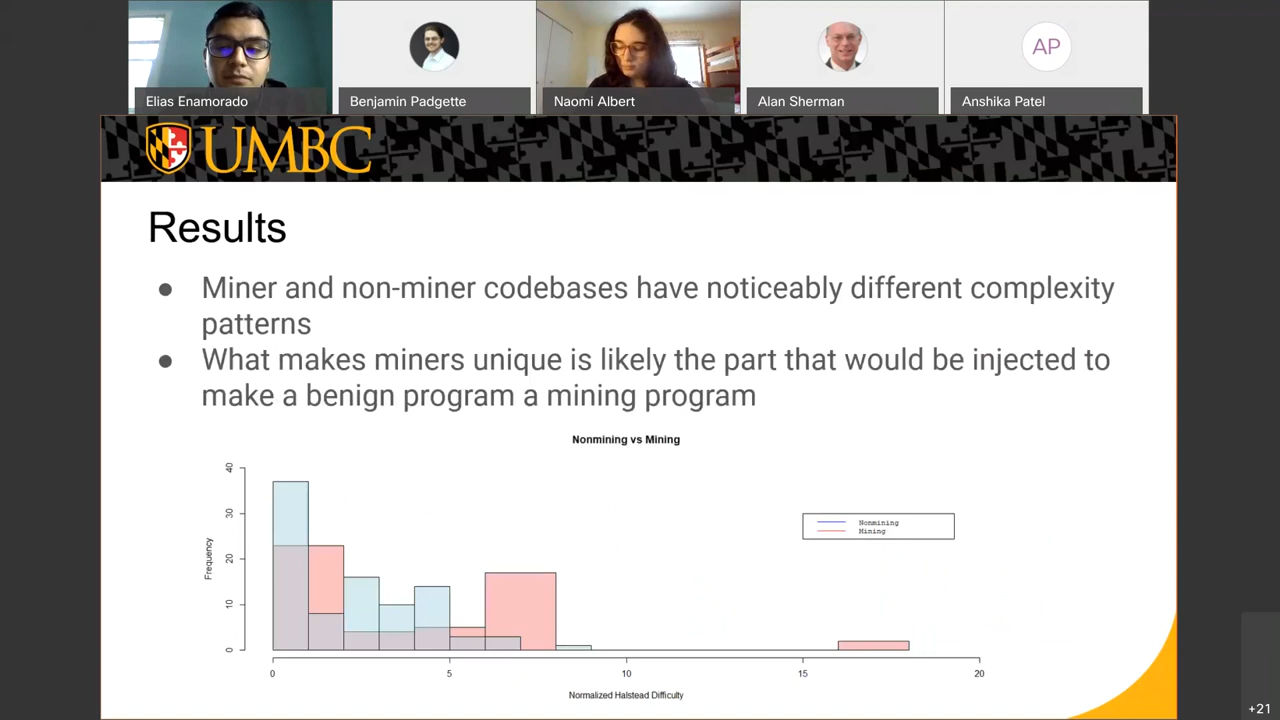 Elias Enamorado
Benjamin Padgette
Naomi Albert
Alan Sherman
AP
Anshika Patel
UMBC
Results
● Miner and non-miner codebases have noticeably different complexity
patterns
● What makes miners unique is likely the part that would be injected to
make a benign program a mining program
Nonmining vs Mining
Frequency
40
30
20
10
0
Nonmining
Mining
0 5 10 15 20
Normalized Halstead Difficulty
+21